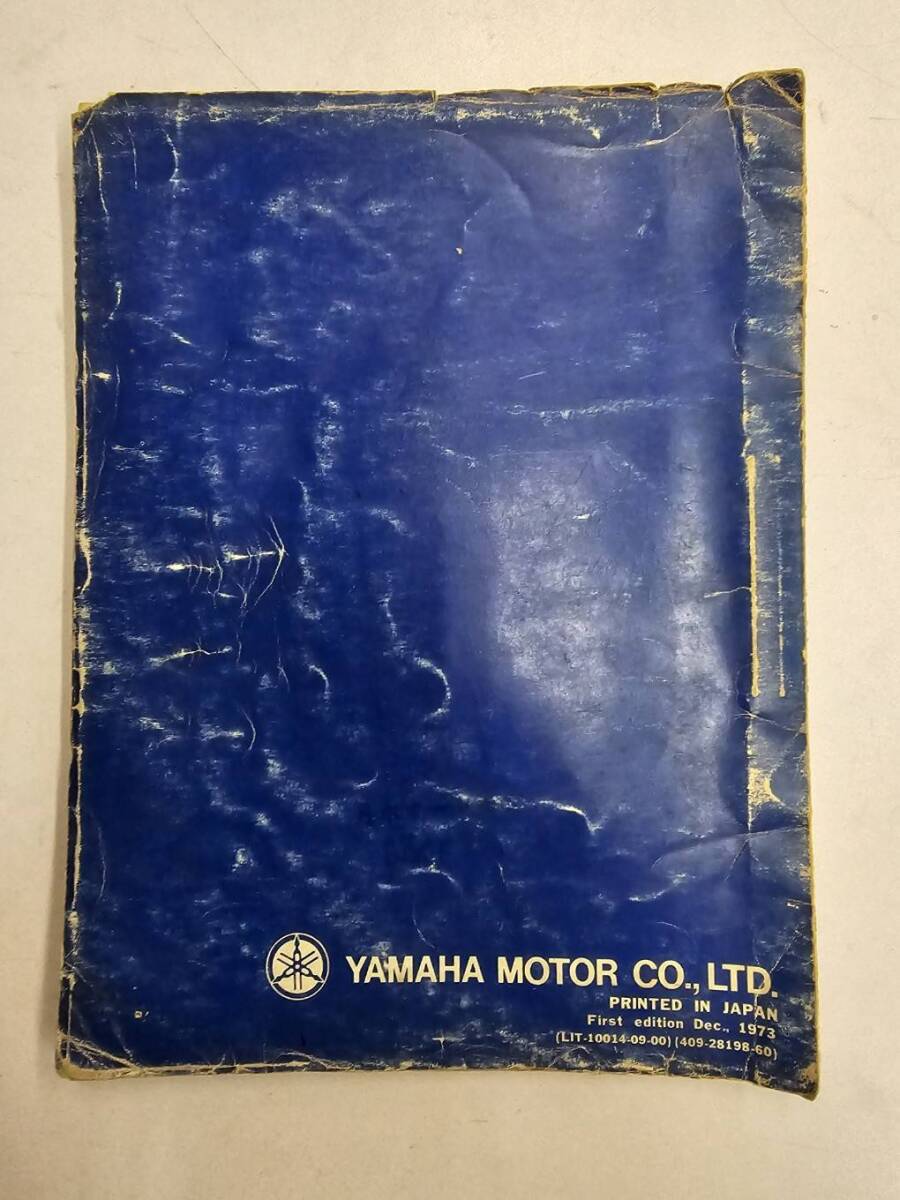 YAMAHA MOTOR CO., LTD.
PRINTED IN JAPAN
First edition Dec., 1973
(LIT-10014-09-00) (409-28198-60)